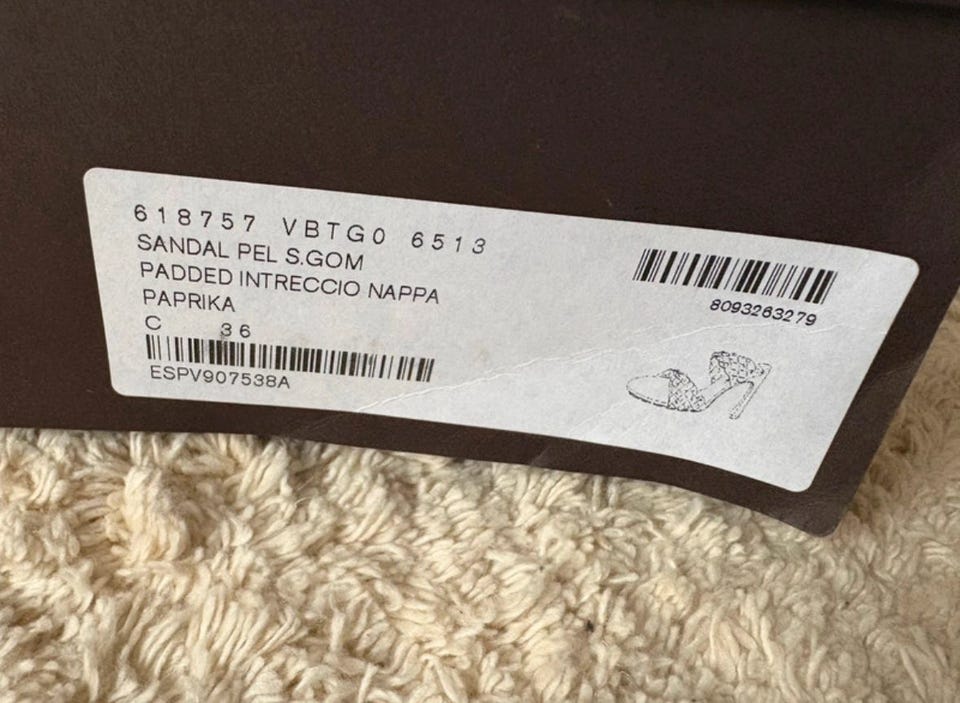 618757 VBTG0 6513
SANDAL PEL S.GOM
PADDED INTRECCIO NAPPA
PAPRIKA
C 36
ESPV907538A
8093263279